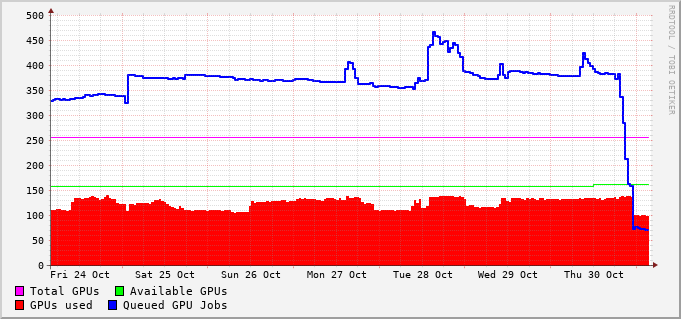 500
450
400
350
300
250
200
150
100
50
0
Fri 24 Oct Sat 25 Oct Sun 26 Oct Mon 27 Oct Tue 28 Oct Wed 29 Oct Thu 30 Oct
Total GPUs Available GPUs
GPUs used Queued GPU Jobs
RRDTOOL / TOBI OETIKER